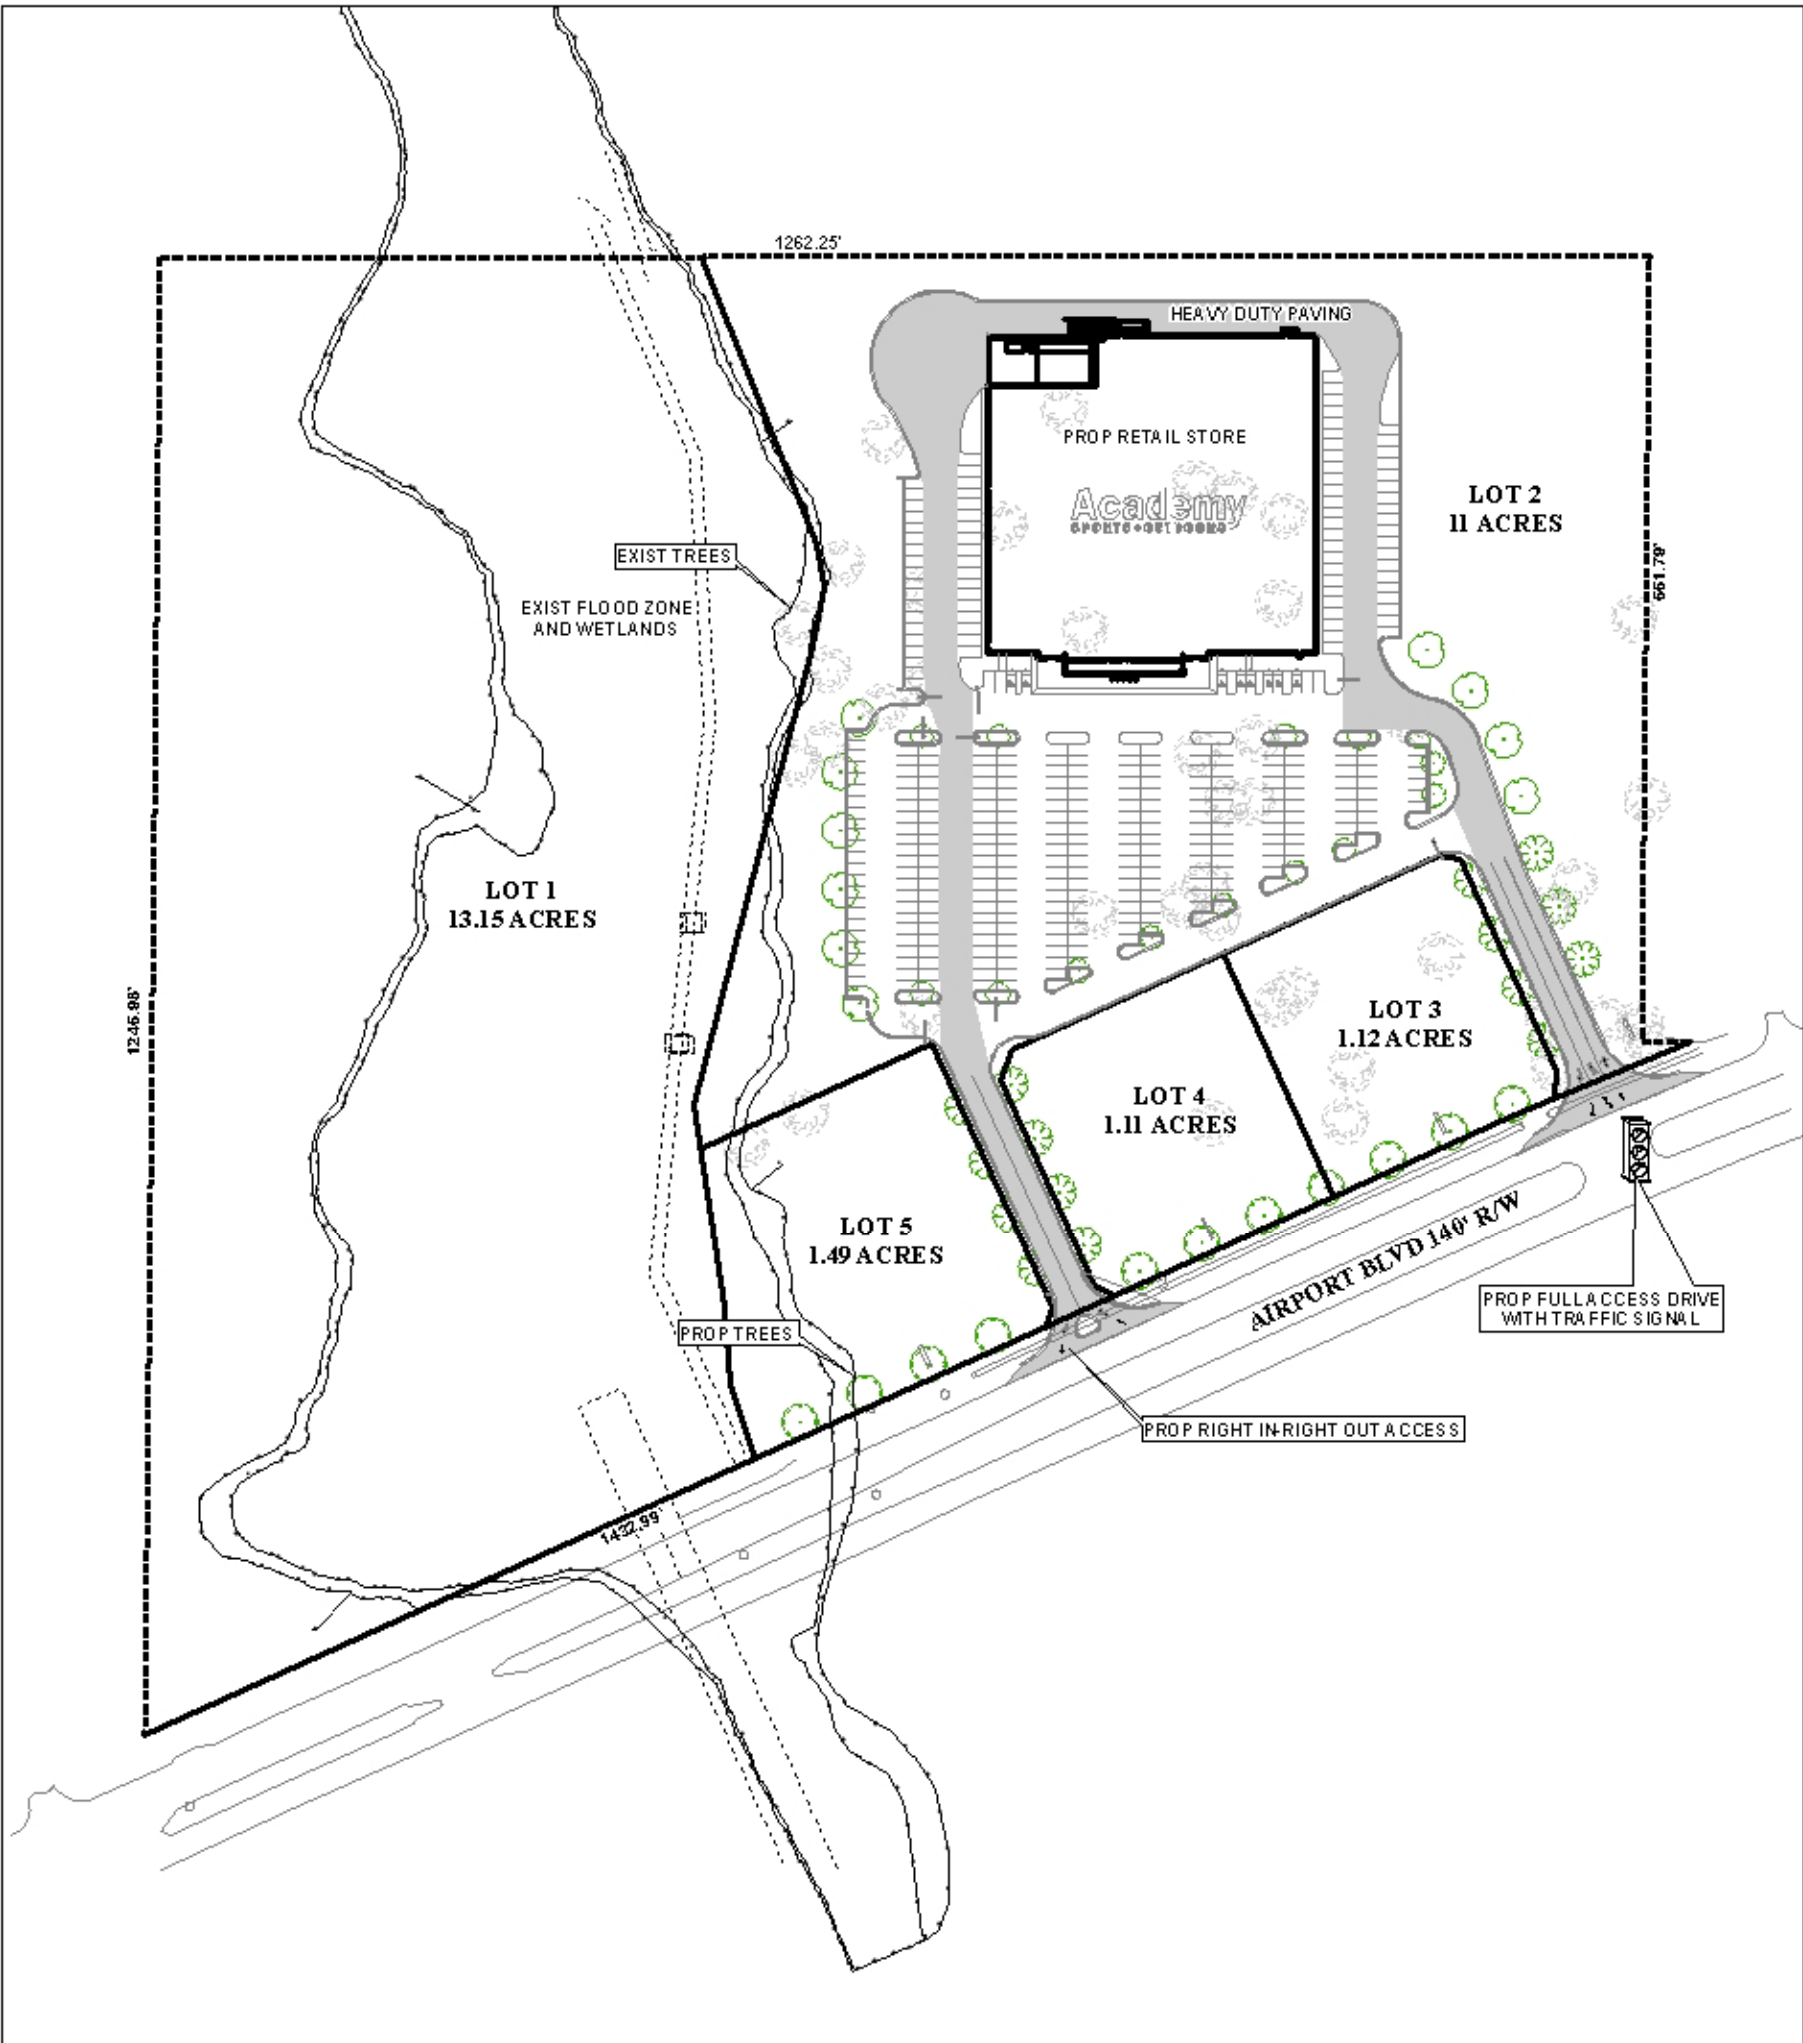 1262.25'
HEAVY DUTY PAVING
PROP RETAIL STORE
Academy
SPORTS+OUTDOORS
LOT 2
11 ACRES
EXIST TREES
661.79'
EXIST FLOOD ZONE
AND WETLANDS
LOT 1
13.15 ACRES
1245.98'
LOT 3
1.12 ACRES
LOT 4
1.11 ACRES
LOT 5
1.49 ACRES
AIRPORT BLVD 140' R/W
PROP FULL ACCESS DRIVE
WITH TRAFFIC SIGNAL
PROP TREES
PROP RIGHT IN-RIGHT OUT ACCESS
1432.99'